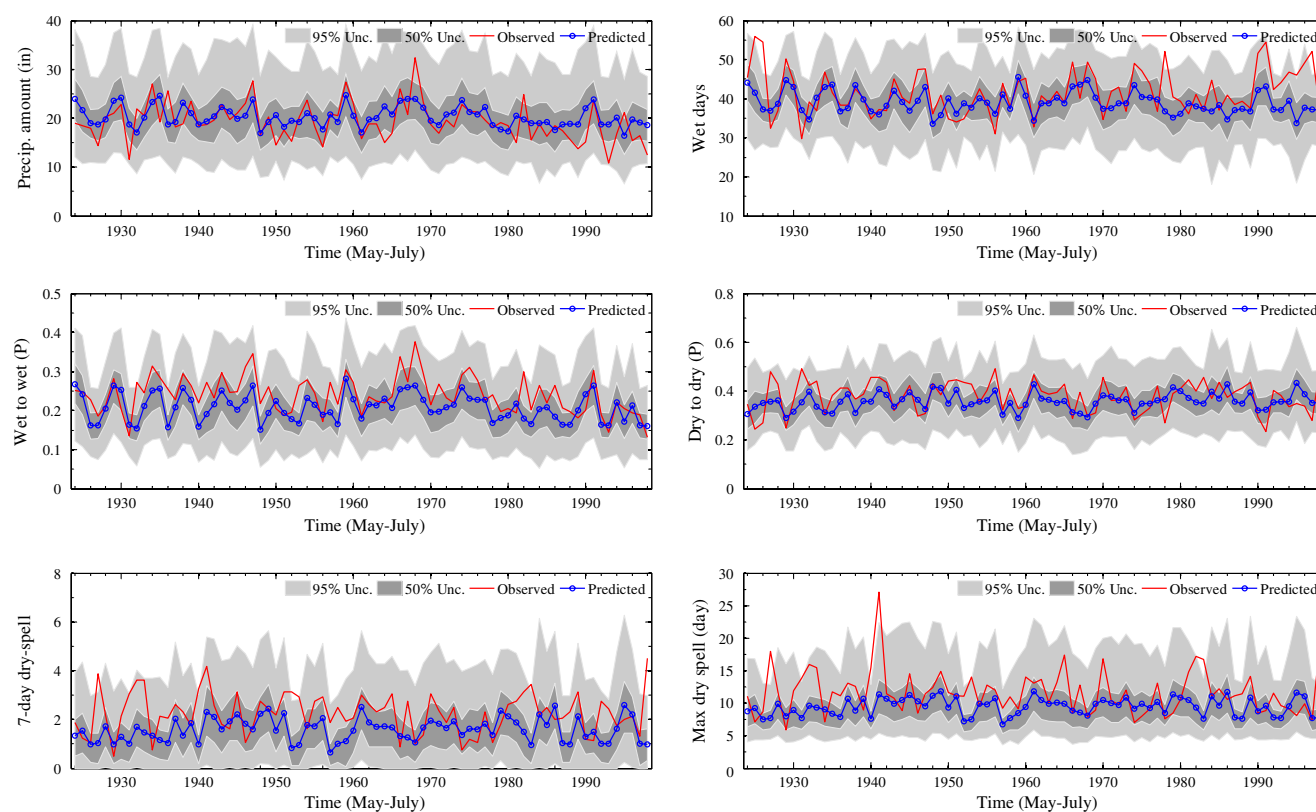 95% Unc. 50% Unc. Observed Predicted
Precip. amount (in)
40
30
20
10
0
1930 1940 1950 1960 1970 1980 1990
Time (May-July)
95% Unc. 50% Unc. Observed Predicted
Wet days
60
50
40
30
20
10
1930 1940 1950 1960 1970 1980 1990
Time (May-July)
95% Unc. 50% Unc. Observed Predicted
Wet to wet (P)
0.5
0.4
0.3
0.2
0.1
0
1930 1940 1950 1960 1970 1980 1990
Time (May-July)
95% Unc. 50% Unc. Observed Predicted
Dry to dry (P)
0.8
0.6
0.4
0.2
0
1930 1940 1950 1960 1970 1980 1990
Time (May-July)
95% Unc. 50% Unc. Observed Predicted
7-day dry-spell
8
6
4
2
0
1930 1940 1950 1960 1970 1980 1990
Time (May-July)
95% Unc. 50% Unc. Observed Predicted
Max dry spell (day)
30
25
20
15
10
5
0
1930 1940 1950 1960 1970 1980 1990
Time (May-July)